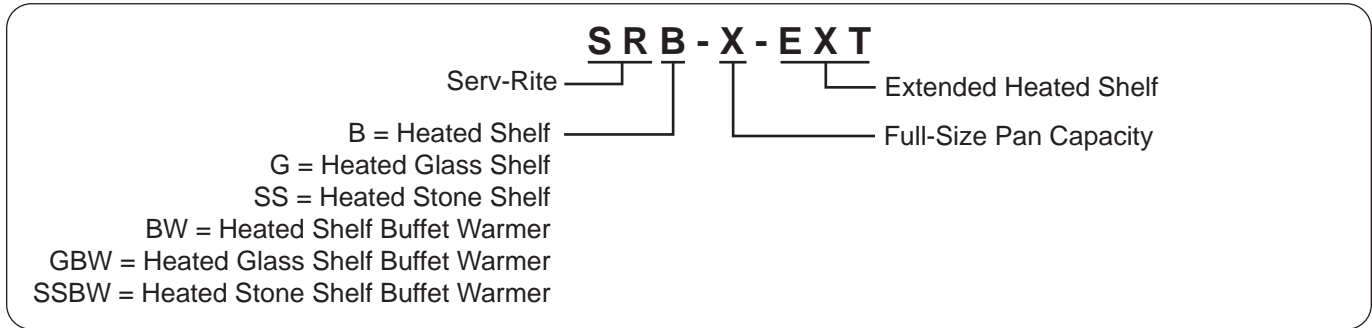 SRB-X-EXT
Serv-Rite
Extended Heated Shelf
B = Heated Shelf
Full-Size Pan Capacity
G = Heated Glass Shelf
SS = Heated Stone Shelf
BW = Heated Shelf Buffet Warmer
GBW = Heated Glass Shelf Buffet Warmer
SSBW = Heated Stone Shelf Buffet Warmer